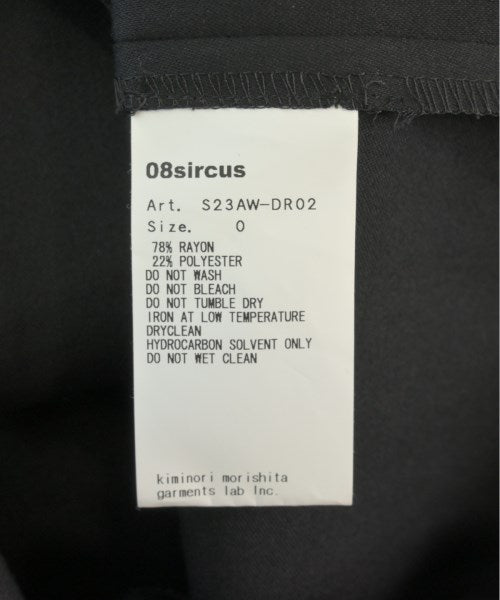 08sircus
Art. S23AW-DR02
Size. 0
78% RAYON
22% POLYESTER
DO NOT WASH
DO NOT BLEACH
DO NOT TUMBLE DRY
IRON AT LOW TEMPERATURE
DRYCLEAN
HYDROCARBON SOLVENT ONLY
DO NOT WET CLEAN
kiminori morishita
garments lab Inc.